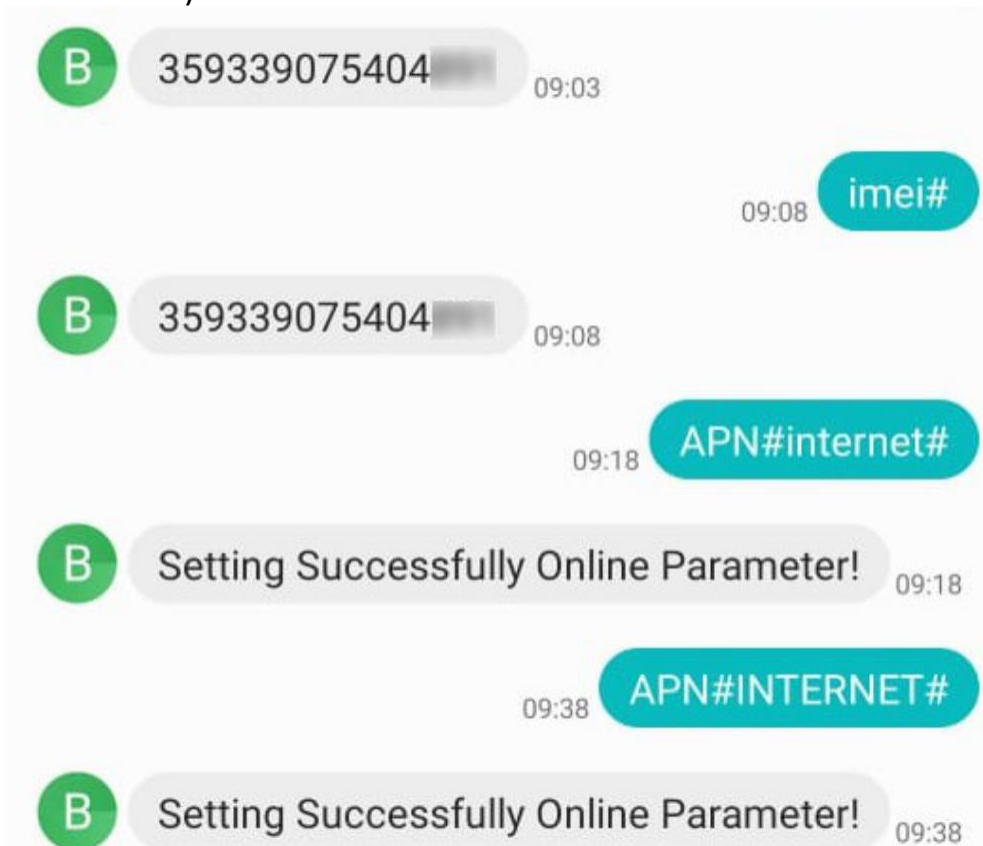 B 359339075404 09:03
09:08 imei#
B 359339075404 09:08
09:18 APN#internet#
B Setting Successfully Online Parameter! 09:18
09:38 APN#INTERNET#
B Setting Successfully Online Parameter! 09:38